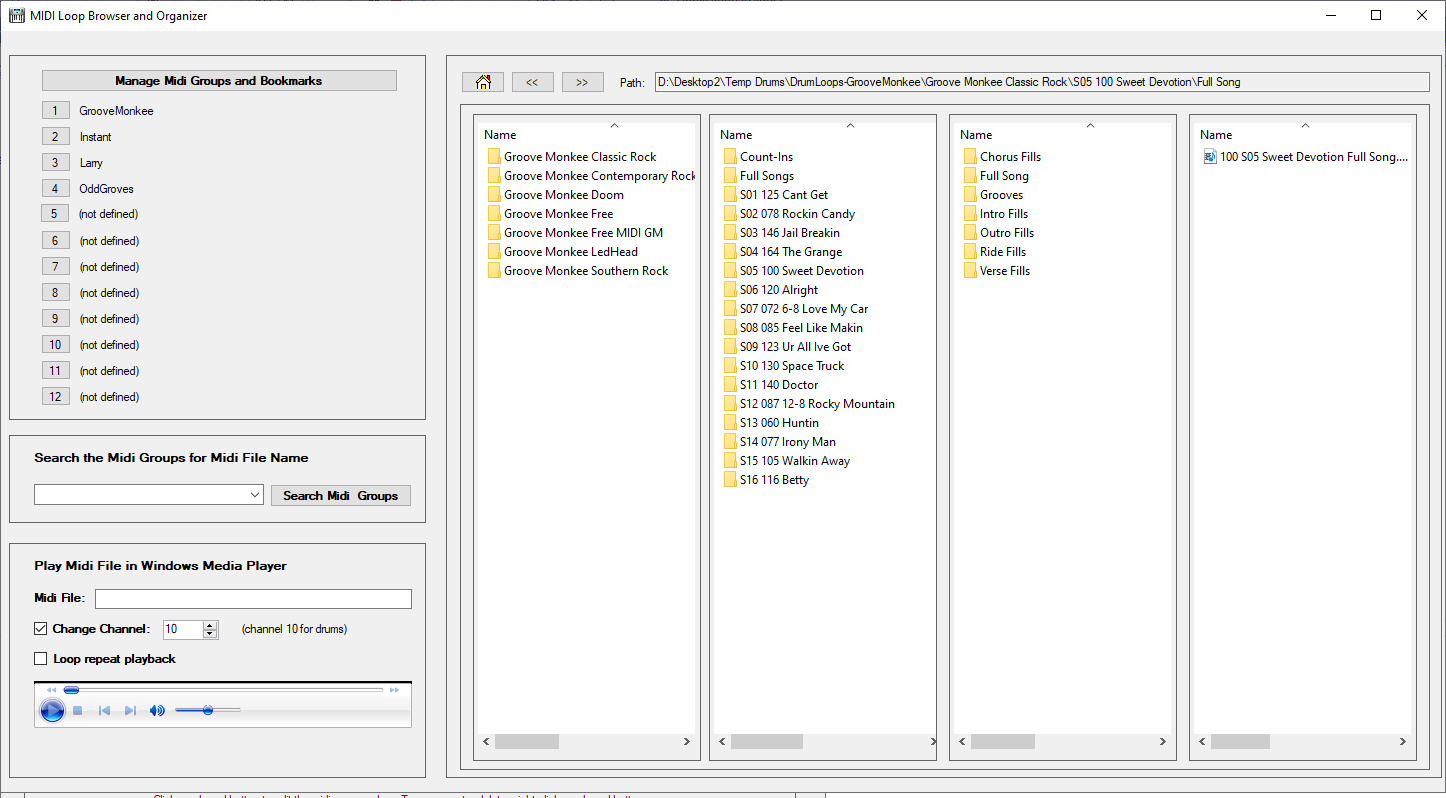 MIDI Loop Browser and Organizer
Manage Midi Groups and Bookmarks
1 GrooveMonkee
2 Instant
3 Larry
4 OddGroves
5 (not defined)
6 (not defined)
7 (not defined)
8 (not defined)
9 (not defined)
10 (not defined)
11 (not defined)
12 (not defined)
Search the Midi Groups for Midi File Name
Search Midi Groups
Play Midi File in Windows Media Player
Midi File:
Change Channel: 10 (channel 10 for drums)
Loop repeat playback
<< >> Path: D:\Desktop2\Temp Drums\DrumLoops-GrooveMonkee\Groove Monkee Classic Rock\S05 100 Sweet Devotion\Full Song
Name
Groove Monkee Classic Rock
Groove Monkee Contemporary Rock
Groove Monkee Doom
Groove Monkee Free
Groove Monkee Free MIDI GM
Groove Monkee LedHead
Groove Monkee Southern Rock
Name
Count-Ins
Full Songs
S01 125 Cant Get
S02 078 Rockin Candy
S03 146 Jail Breakin
S04 164 The Grange
S05 100 Sweet Devotion
S06 120 Alright
S07 072 6-8 Love My Car
S08 085 Feel Like Makin
S09 123 Ur All Ive Got
S10 130 Space Truck
S11 140 Doctor
S12 087 12-8 Rocky Mountain
S13 060 Huntin
S14 077 Irony Man
S15 105 Walkin Away
S16 116 Betty
Name
Chorus Fills
Full Song
Grooves
Intro Fills
Outro Fills
Ride Fills
Verse Fills
Name
100 S05 Sweet Devotion Full Song....